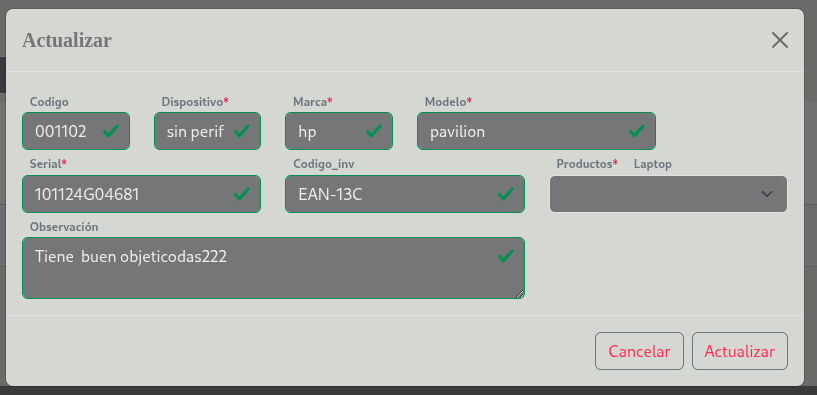 Actualizar
Codigo Dispositivo* Marca* Modelo*
001102 sin perif hp pavilion
Serial* Codigo_inv Productos* Laptop
101124G04681 EAN-13C
Observación
Tiene buen objeticodas222
Cancelar Actualizar